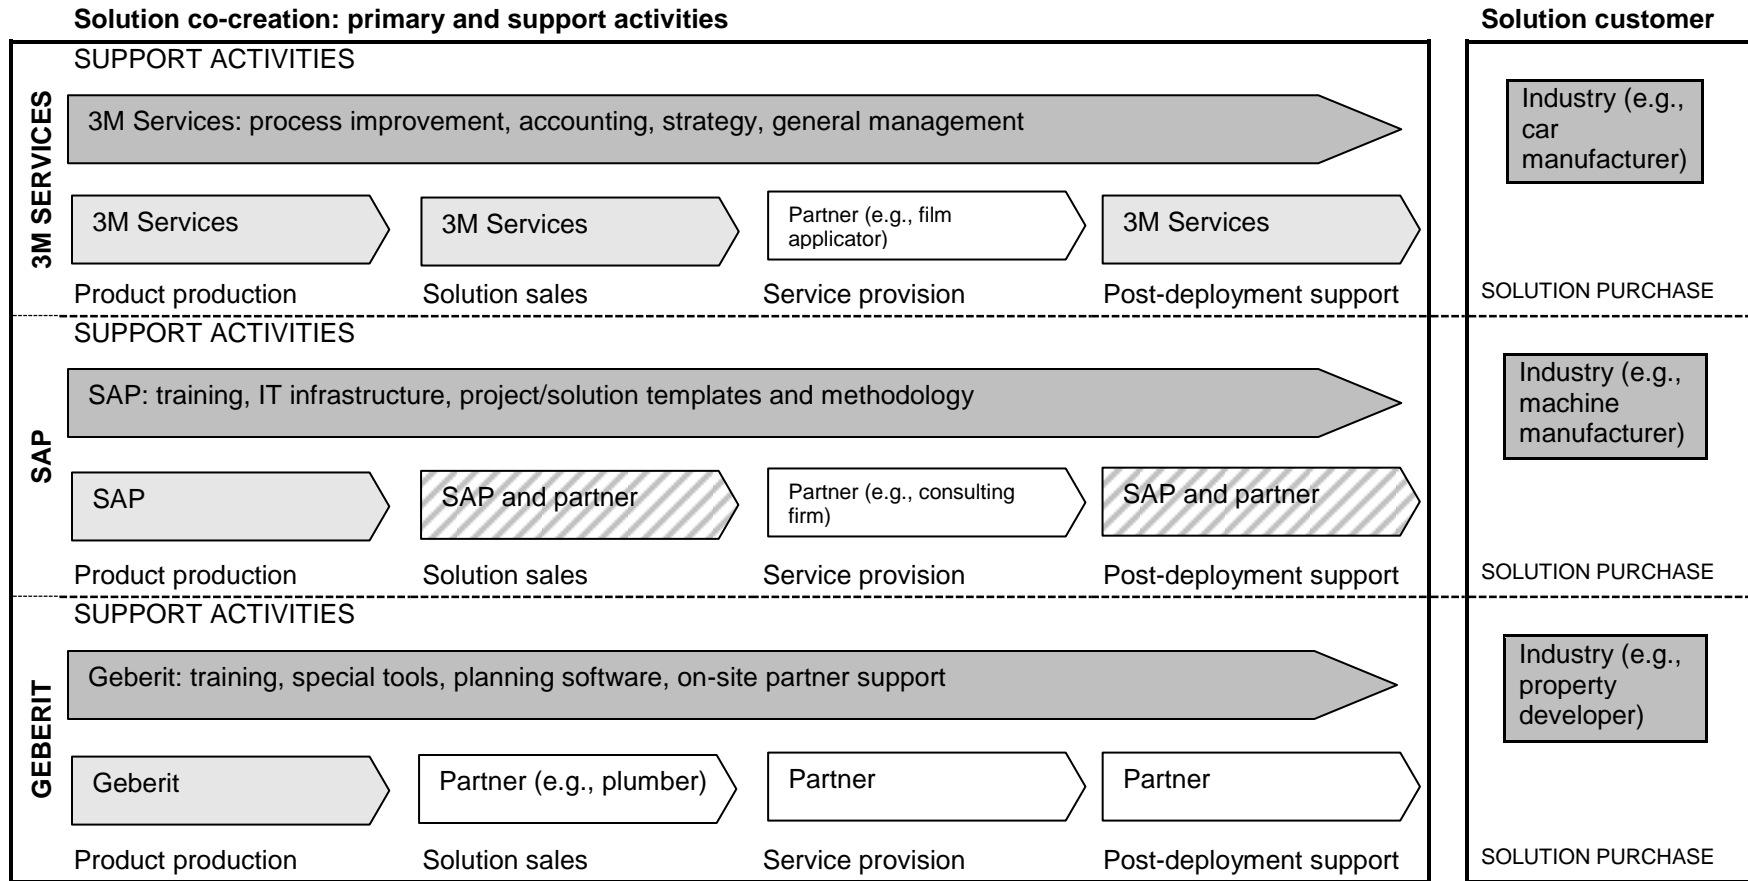 Solution co-creation: primary and support activities
Solution customer
3M SERVICES
SUPPORT ACTIVITIES
3M Services: process improvement, accounting, strategy, general management
Industry (e.g.,
car
manufacturer)
3M Services
3M Services
Partner (e.g., film
applicator)
3M Services
Product production
Solution sales
Service provision
Post-deployment support
SOLUTION PURCHASE
SAP
SUPPORT ACTIVITIES
SAP: training, IT infrastructure, project/solution templates and methodology
Industry (e.g.,
machine
manufacturer)
SAP
SAP and partner
Partner (e.g., consulting
firm)
SAP and partner
Product production
Solution sales
Service provision
Post-deployment support
SOLUTION PURCHASE
GEBERIT
SUPPORT ACTIVITIES
Geberit: training, special tools, planning software, on-site partner support
Industry (e.g.,
property
developer)
Geberit
Partner (e.g., plumber)
Partner
Partner
Product production
Solution sales
Service provision
Post-deployment support
SOLUTION PURCHASE